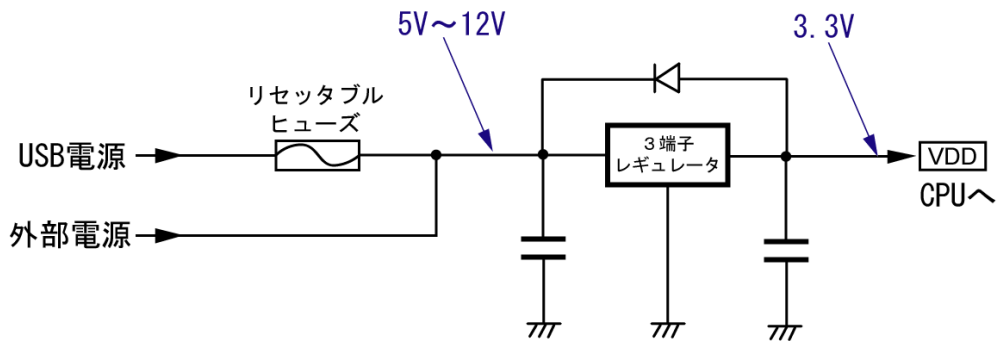 5V～12V
3.3V
リセッタブル
ヒューズ
3端子
レギュレータ
USB電源
VDD
CPUへ
外部電源